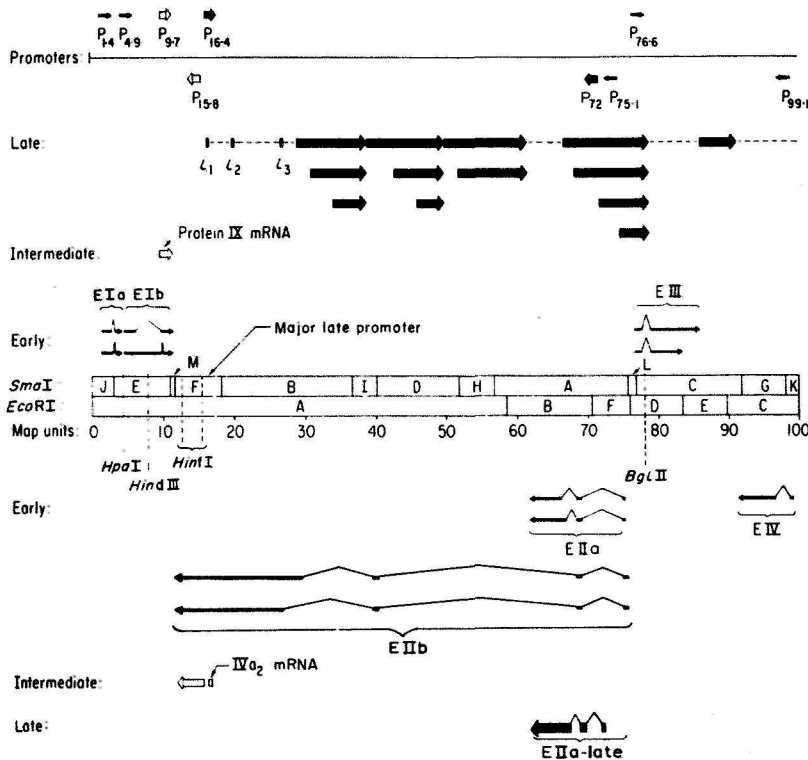 P1·4 P4·9 P9·7 P16·4 P76·6
Promoters:
P15·8 P72 P75·1 P99·1
Late:
L1 L2 L3
Protein IX mRNA
Intermediate
EIa EIb EIII
Major late promoter
Early:
M L
SmaI J E F B I D H A C G K
EcoRI A B F D E C
Map units: 0 10 20 30 40 50 60 70 80 90 100
HpaI HinfI
HindIII BglII
Early:
EIIa EIV
EIIb
IVa2 mRNA
Intermediate:
Late:
EIIa-late